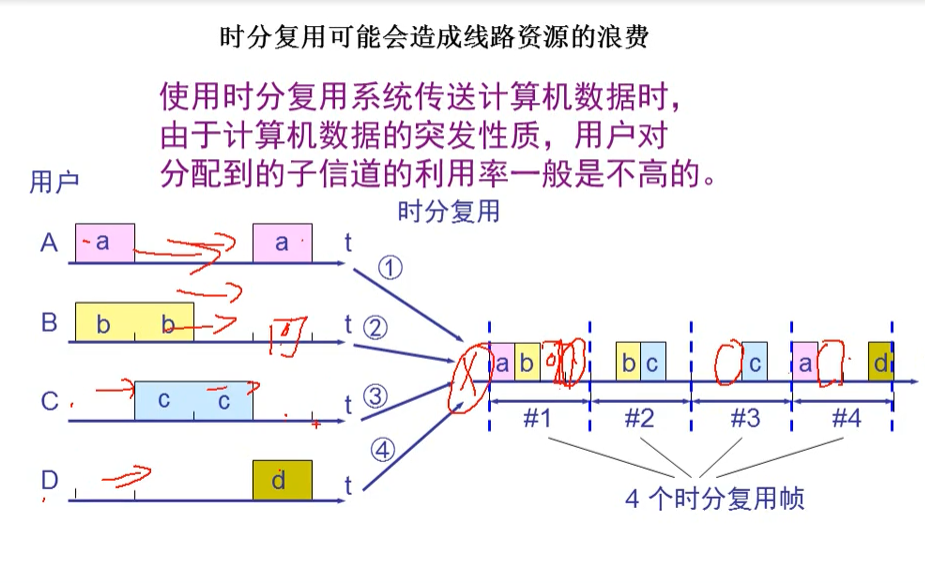 时分复用可能会造成线路资源的浪费
使用时分复用系统传送计算机数据时，
由于计算机数据的突发性质，用户对
分配到的子信道的利用率一般是不高的。
用户
时分复用
A a a t ①
B b b t ②
C c c t ③
D d t ④
a b b c c a d
#1 #2 #3 #4
4 个时分复用帧